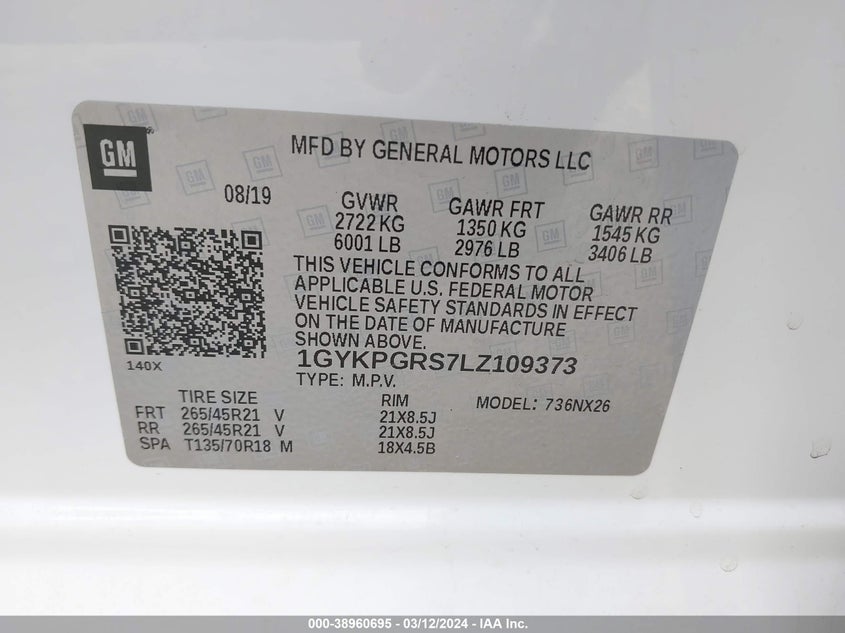 GM
MFD BY GENERAL MOTORS LLC
08/19
GVWR
2722 KG
6001 LB
GAWR FRT
1350 KG
2976 LB
GAWR RR
1545 KG
3406 LB
THIS VEHICLE CONFORMS TO ALL
APPLICABLE U.S. FEDERAL MOTOR
VEHICLE SAFETY STANDARDS IN EFFECT
ON THE DATE OF MANUFACTURE
SHOWN ABOVE.
140X
1GYKPGRS7LZ109373
TYPE: M.P.V.
TIRE SIZE
RIM
MODEL: 736NX26
FRT 265/45R21 V 21X8.5J
RR 265/45R21 V 21X8.5J
SPA T135/70R18 M 18X4.5B
000-38960695 - 03/12/2024 - IAA Inc.